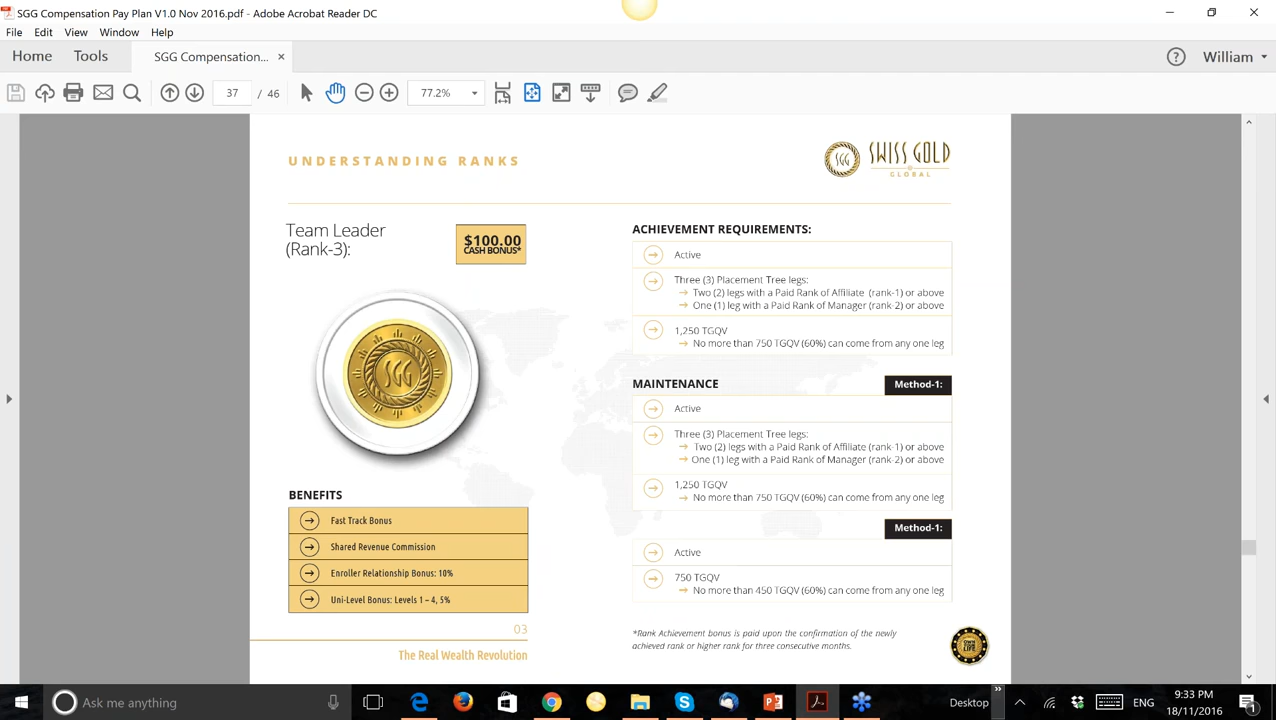 SGG Compensation Pay Plan V1.0 Nov 2016.pdf - Adobe Acrobat Reader DC
File Edit View Window Help
Home Tools SGG Compensation... × ? William
37 / 46 77.2%
UNDERSTANDING RANKS
SGG SWISS GOLD
GLOBAL
Team Leader
(Rank-3):
$100.00
CASH BONUS*
SGG
BENEFITS
Fast Track Bonus
Shared Revenue Commission
Enroller Relationship Bonus: 10%
Uni-Level Bonus: Levels 1 – 4, 5%
03
The Real Wealth Revolution
ACHIEVEMENT REQUIREMENTS:
Active
Three (3) Placement Tree legs:
Two (2) legs with a Paid Rank of Affiliate (rank-1) or above
One (1) leg with a Paid Rank of Manager (rank-2) or above
1,250 TGQV
No more than 750 TGQV (60%) can come from any one leg
MAINTENANCE Method-1:
Active
Three (3) Placement Tree legs:
Two (2) legs with a Paid Rank of Affiliate (rank-1) or above
One (1) leg with a Paid Rank of Manager (rank-2) or above
1,250 TGQV
No more than 750 TGQV (60%) can come from any one leg
Method-1:
Active
750 TGQV
No more than 450 TGQV (60%) can come from any one leg
*Rank Achievement bonus is paid upon the confirmation of the newly
achieved rank or higher rank for three consecutive months.
OWN
LIFE
Ask me anything Desktop ENG
9:33 PM
18/11/2016